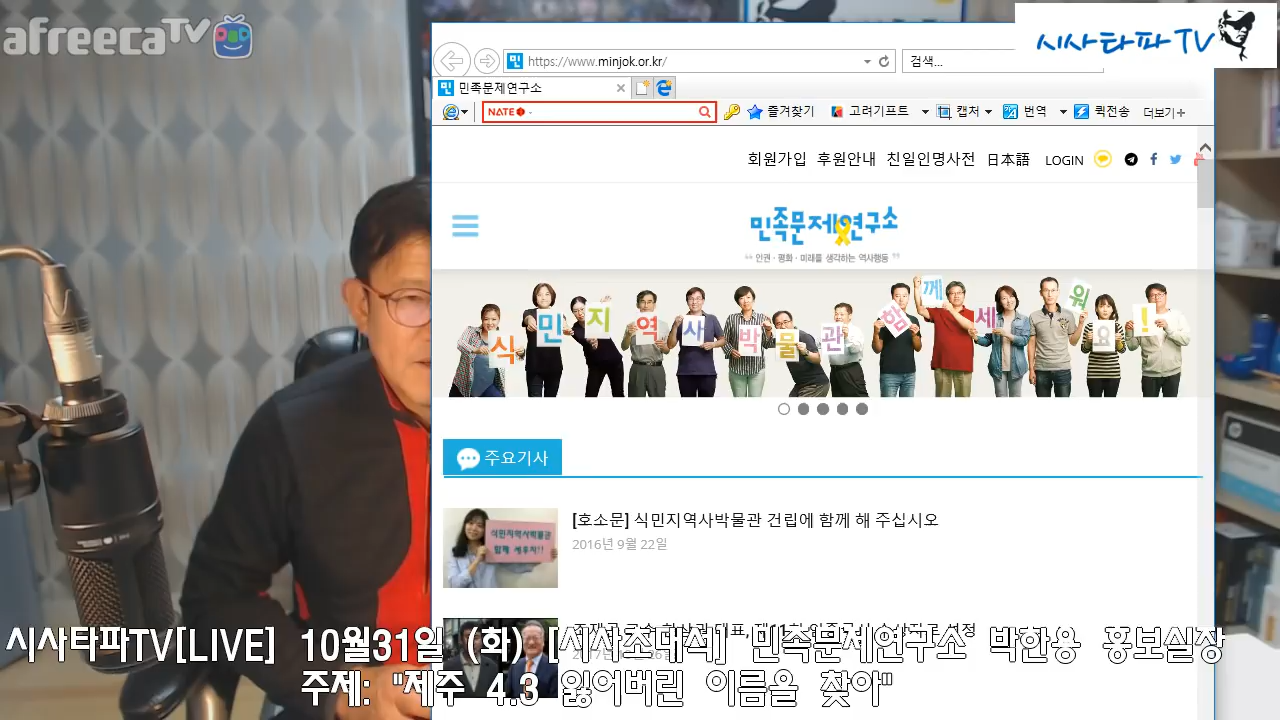 afreecaTV
시사타파TV
https://www.minjok.or.kr/
검색...
민 민족문제연구소
NATE
즐겨찾기 고려기프트 캡처 번역 퀵전송 더보기+
회원가입 후원안내 친일인명사전 日本語 LOGIN
민족문제연구소
“ 인권 · 평화 · 미래를 생각하는 역사행동 ”
식민지역사박물관 함께 세워요!
주요기사
[호소문] 식민지역사박물관 건립에 함께 해 주십시오
2016년 9월 22일
식민지역사박물관
함께 세우자!!
시사타파TV[LIVE] 10월31일 (화) [시사초대석] 민족문제연구소 박한용 홍보실장
주제: "제주 4.3 잃어버린 이름을 찾아"